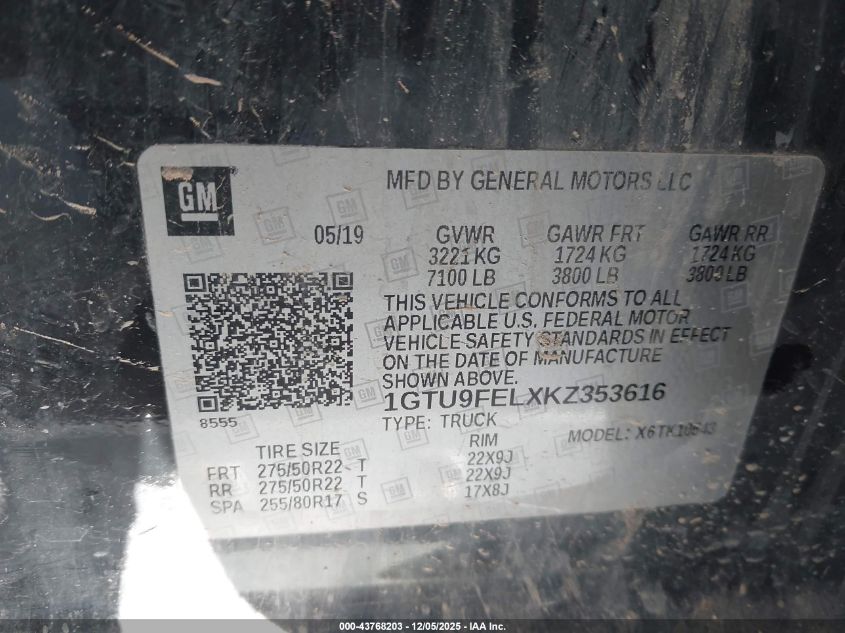 GM
MFD BY GENERAL MOTORS LLC
05/19 GVWR GAWR FRT GAWR RR
3221 KG 1724 KG 1724 KG
7100 LB 3800 LB 3800 LB
THIS VEHICLE CONFORMS TO ALL
APPLICABLE U.S. FEDERAL MOTOR
VEHICLE SAFETY STANDARDS IN EFFECT
ON THE DATE OF MANUFACTURE
SHOWN ABOVE.
8555
1GTU9FELXKZ353616
TYPE: TRUCK MODEL: X6TK10543
TIRE SIZE RIM
FRT 275/50R22 T 22X9J
RR 275/50R22 T 22X9J
SPA 255/80R17 S 17X8J
000-43768203 - 12/05/2025 - IAA Inc.